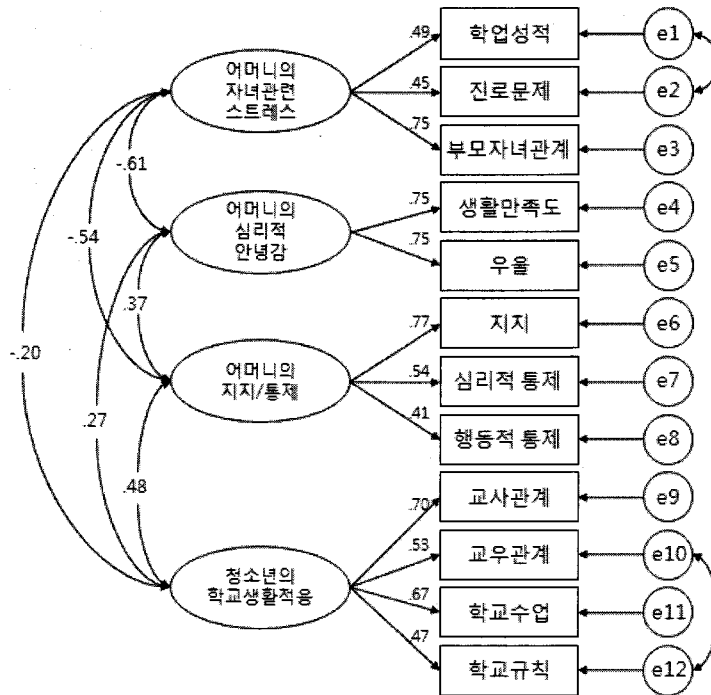 .49
학업성적
e1
어머니의
자녀관련
스트레스
.45
진로문제
e2
.75
부모자녀관계
e3
-.61
어머니의
심리적
안녕감
.75
생활만족도
e4
.75
우울
e5
-.54
.37
.77
지지
e6
-.20
어머니의
지지/통제
.54
심리적 통제
e7
.41
행동적 통제
e8
.27
.48
.70
교사관계
e9
청소년의
학교생활적응
.53
교우관계
e10
.67
학교수업
e11
.47
학교규칙
e12